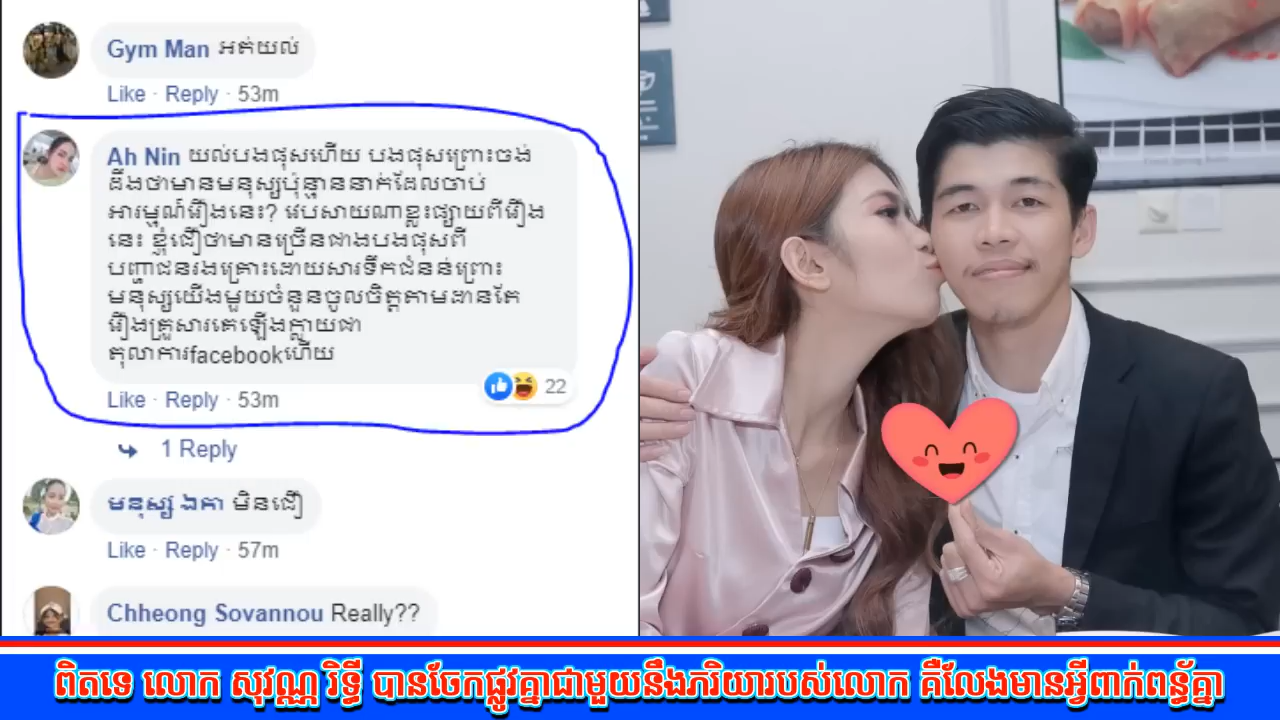 Gym Man អត់យល់
Like · Reply · 53m
Ah Nin យល់បងផុសហើយ បងផុសព្រោះចង់
ដឹងថាមានមនុស្សប៉ុន្មាននាក់ដែលចាប់
អារម្មណ៍រឿងនេះ? វេបសាយណាខ្លះផ្សាយពីរឿង
នេះ ខ្ញុំជឿថាមានច្រើនជាងបងផុសពី
បញ្ហាជនរងគ្រោះដោយសារទឹកជំនន់ព្រោះ
មនុស្សយើងមួយចំនួនចូលចិត្តតាមដានតែ
រឿងគ្រួសារគេឡើងក្លាយជា
តុលាការfacebookហើយ
22
Like · Reply · 53m
1 Reply
មនុស្ស ឯកា មិនជឿ
Like · Reply · 57m
Chheong Sovannou Really??
ពិតទេ លោក សុវណ្ណ រិទ្ធី បានចែកផ្លូវគ្នាជាមួយនឹងភរិយារបស់លោក គឺលែងមានអ្វីពាក់ពន្ធ័គ្នា